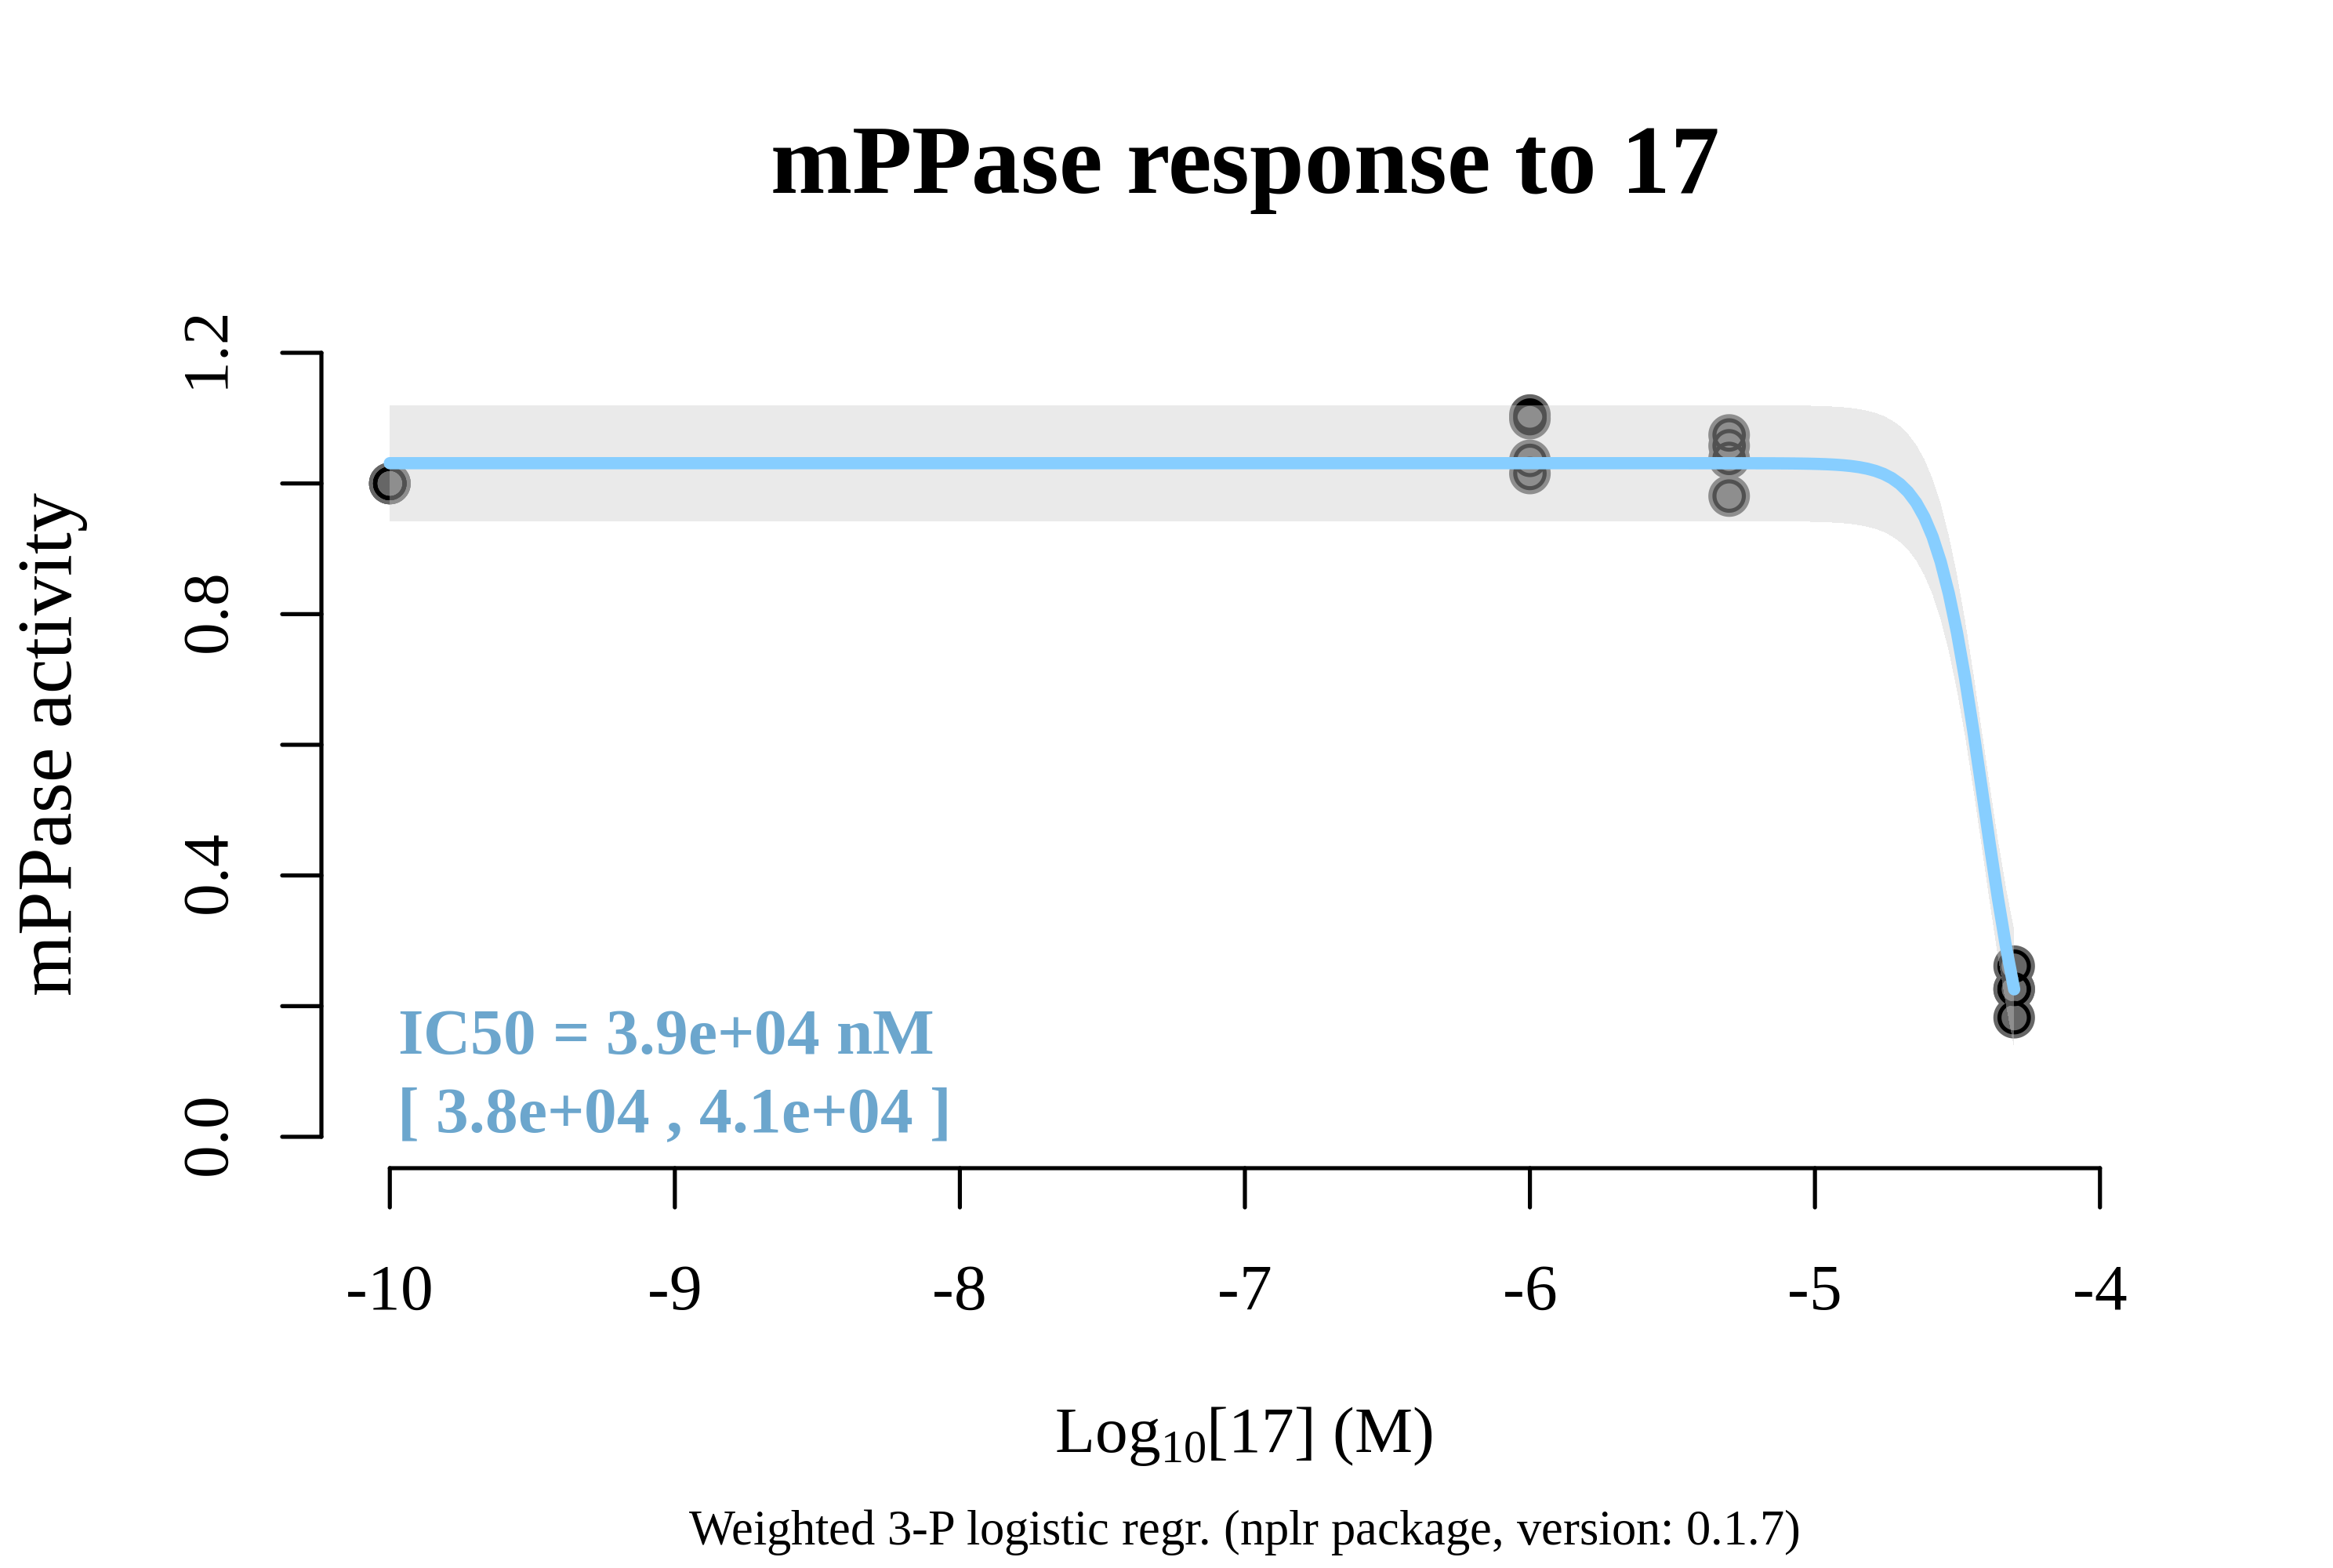 mPPase response to 17
mPPase activity
1.2
0.8
0.4
0.0
IC50 = 3.9e+04 nM
[ 3.8e+04 , 4.1e+04 ]
-10 -9 -8 -7 -6 -5 -4
Log10[17] (M)
Weighted 3-P logistic regr. (nplr package, version: 0.1.7)